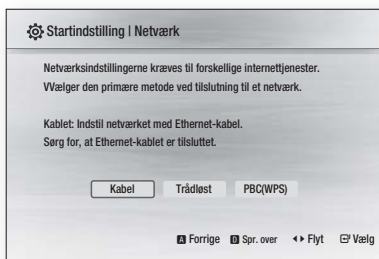 Startindstilling | Netværk
Netværksindstillingerne kræves til forskellige internettjenester.
VVælger den primære metode ved tilslutning til et netværk.
Kablet: Indstil netværket med Ethernet-kabel.
Sørg for, at Ethernet-kablet er tilsluttet.
Kabel Trådløst PBC(WPS)
A Forrige D Spr. over Flyt Vælg